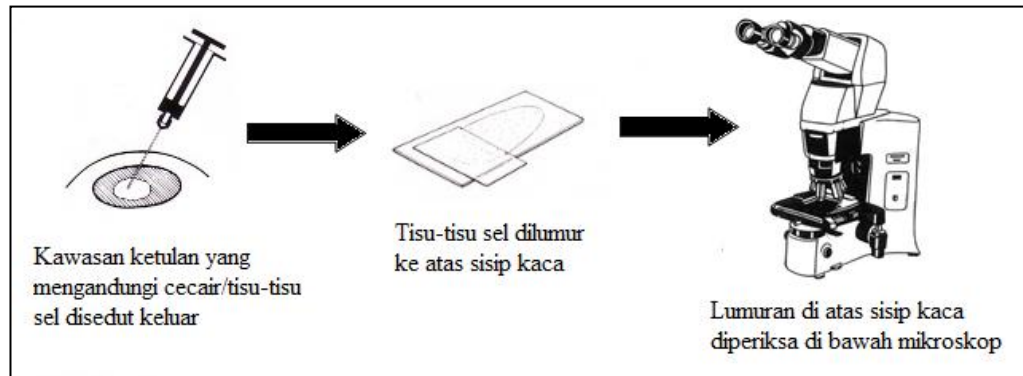 Kawasan ketulan yang
mengandungi cecair/tisu-tisu
sel disedut keluar
Tisu-tisu sel dilumur
ke atas sisip kaca
Lumuran di atas sisip kaca
diperiksa di bawah mikroskop